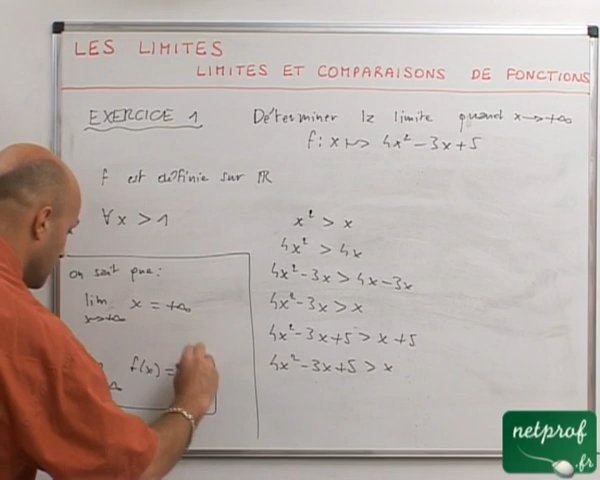 LES LIMITES
LIMITES ET COMPARAISONS DE FONCTIONS
EXERCICE 1 Déterminer la limite quand x → +∞
f : x ↦ 4x² - 3x + 5
f est définie sur ℝ
∀ x > 1
x² > x
4x² > 4x
4x² - 3x > 4x - 3x
4x² - 3x > x
4x² - 3x + 5 > x + 5
4x² - 3x + 5 > x
on sait que :
lim x = +∞
x → +∞
f(x) =
∞
netprof
.fr